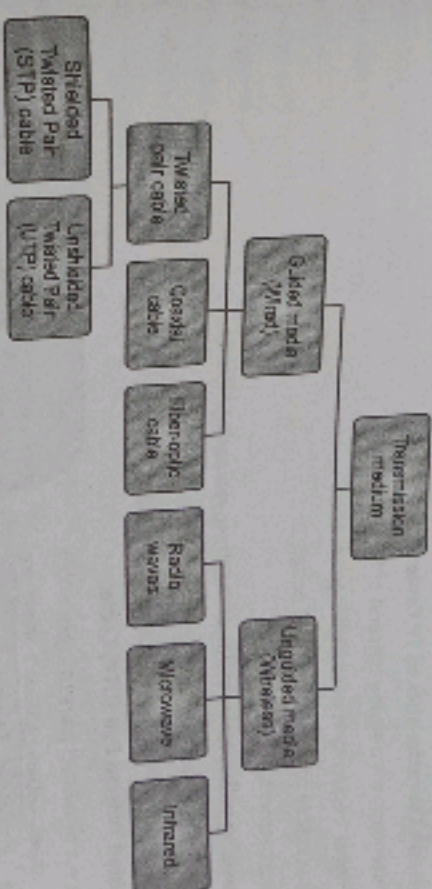 Transmission
medium
Guided media
(Wired)
Unguided media
(Wireless)
Twisted
pair cable
Coaxial
cable
Fiber-optic
cable
Radio
waves
Microwave
Infrared
Shielded
Twisted Pair
(STP) cable
Unshielded
Twisted Pair
(UTP) cable